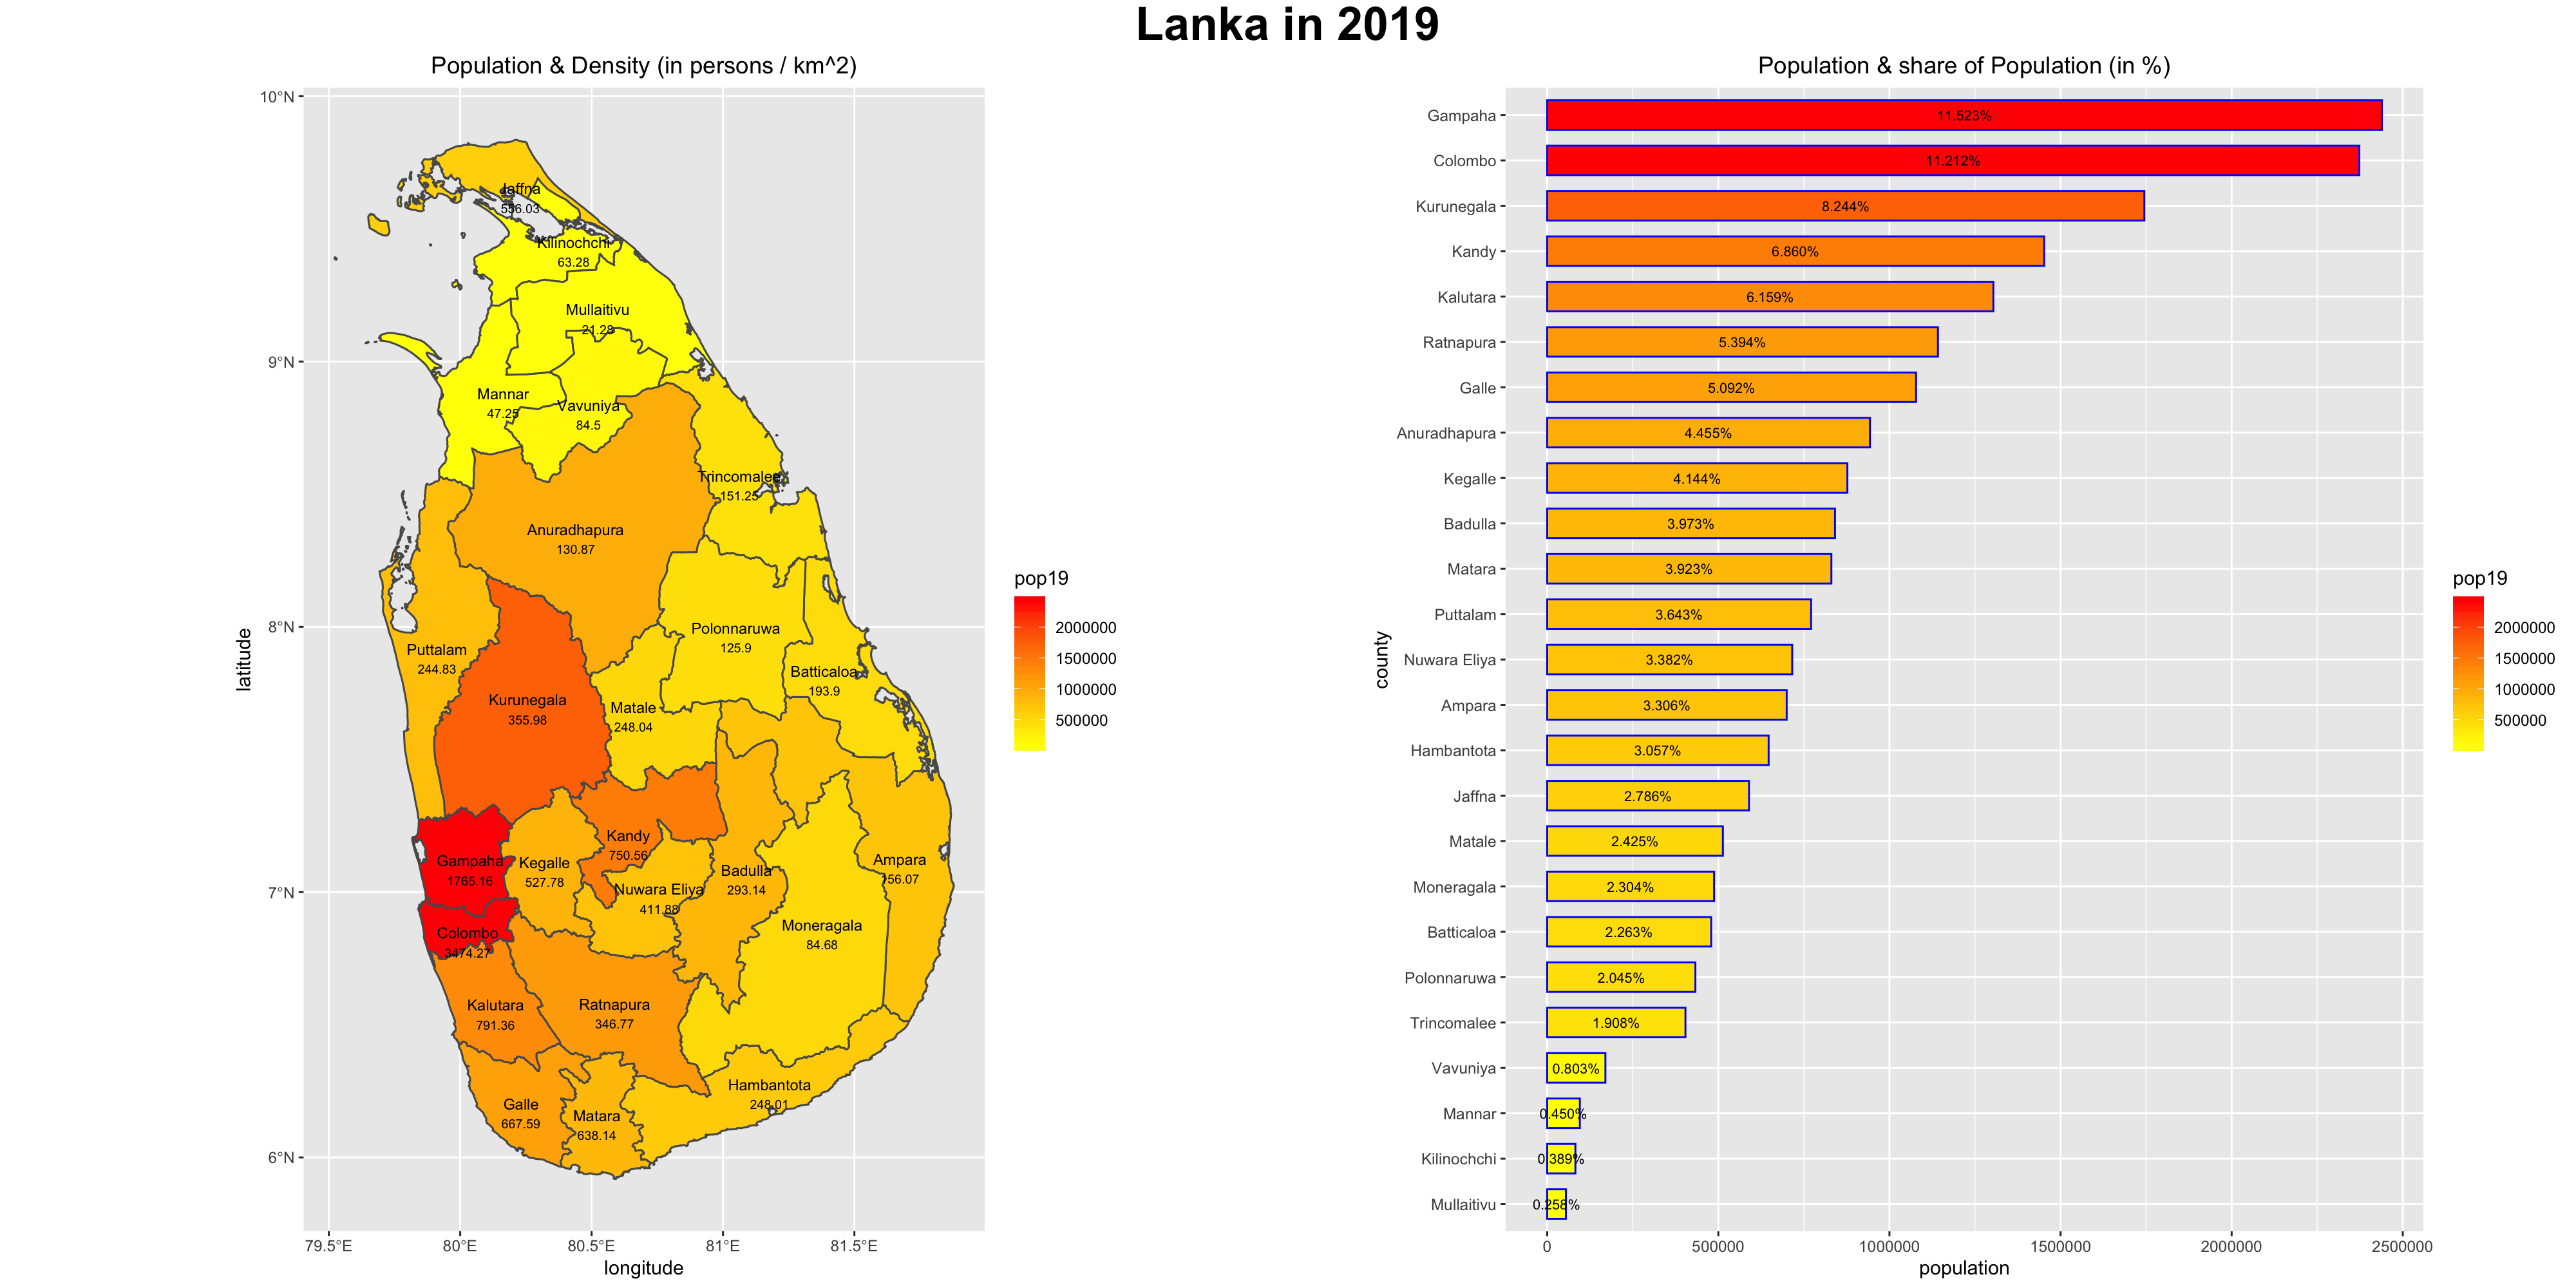 Lanka in 2019
Population & Density (in persons / km^2)
10°N
9°N
8°N
7°N
6°N
latitude
Jaffna
556.03
Kilinochchi
63.28
Mullaitivu
21.28
Mannar
47.25
Vavuniya
84.5
Trincomalee
151.25
Anuradhapura
130.87
Polonnaruwa
125.9
Puttalam
244.83
Batticaloa
193.9
Kurunegala
355.98
Matale
248.04
Kandy
750.56
Gampaha
1765.16
Kegalle
527.78
Ampara
156.07
Badulla
293.14
Nuwara Eliya
411.88
Moneragala
84.68
Colombo
3474.27
Kalutara
791.36
Ratnapura
346.77
Hambantota
248.01
Galle
667.59
Matara
638.14
79.5°E
80°E
80.5°E
81°E
81.5°E
longitude
pop19
2000000
1500000
1000000
500000
Population & share of Population (in %)
county
Gampaha 11.523%
Colombo 11.212%
Kurunegala 8.244%
Kandy 6.860%
Kalutara 6.159%
Ratnapura 5.394%
Galle 5.092%
Anuradhapura 4.455%
Kegalle 4.144%
Badulla 3.973%
Matara 3.923%
Puttalam 3.643%
Nuwara Eliya 3.382%
Ampara 3.306%
Hambantota 3.057%
Jaffna 2.786%
Matale 2.425%
Moneragala 2.304%
Batticaloa 2.263%
Polonnaruwa 2.045%
Trincomalee 1.908%
Vavuniya 0.803%
Mannar 0.450%
Kilinochchi 0.389%
Mullaitivu 0.258%
0
500000
1000000
1500000
2000000
2500000
population
pop19
2000000
1500000
1000000
500000